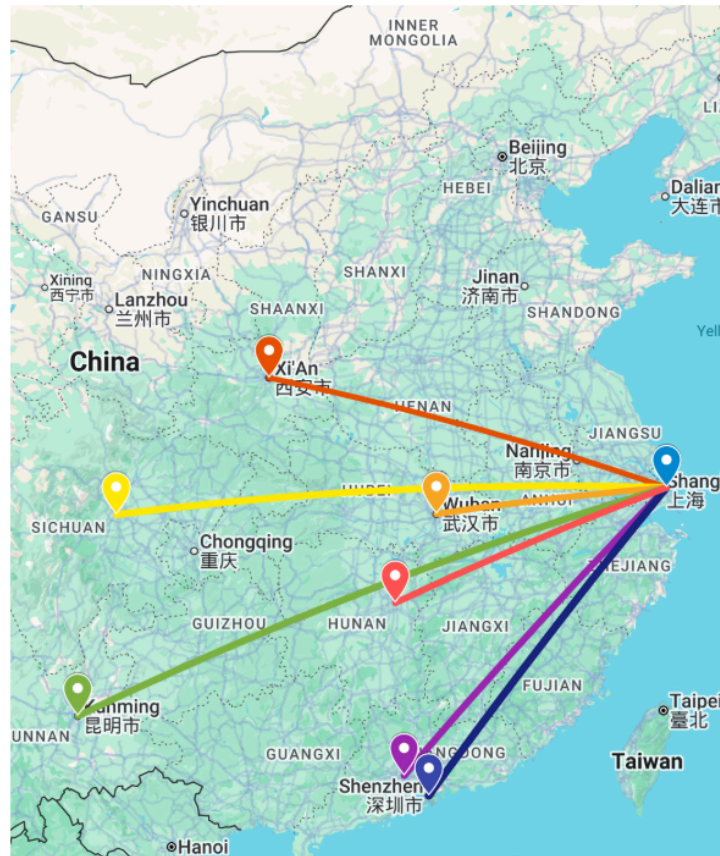 INNER
MONGOLIA
Beijing
北京
HEBEI
Dalian
大连市
Yinchuan
银川市
GANSU
NINGXIA
SHANXI
Xining
西宁市
Jinan
济南市
Lanzhou
兰州市
SHAANXI
SHANDONG
China
Xi'An
西安市
HENAN
JIANGSU
Nanjing
南京市
HUBEI
ANHUI
Shang
上海
SICHUAN
Wuhan
武汉市
Chongqing
重庆
ZHEJIANG
GUIZHOU
HUNAN
JIANGXI
FUJIAN
昆明市
Taipei
臺北
GUANGXI
Taiwan
Shenzhen
深圳市
Hanoi